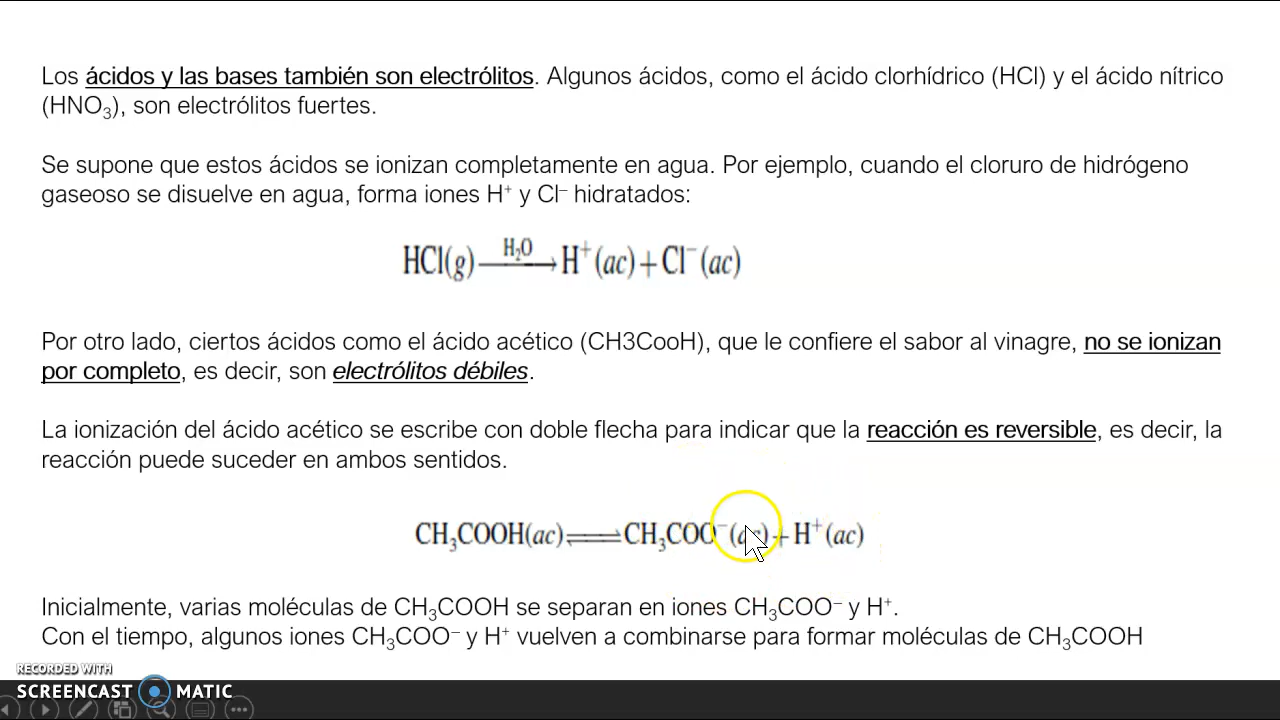 Los ácidos y las bases también son electrólitos. Algunos ácidos, como el ácido clorhídrico (HCl) y el ácido nítrico
(HNO₃), son electrólitos fuertes.
Se supone que estos ácidos se ionizan completamente en agua. Por ejemplo, cuando el cloruro de hidrógeno
gaseoso se disuelve en agua, forma iones H⁺ y Cl⁻ hidratados:
H₂O
HCl(g) ⟶ H⁺(ac) + Cl⁻(ac)
Por otro lado, ciertos ácidos como el ácido acético (CH3CooH), que le confiere el sabor al vinagre, no se ionizan
por completo, es decir, son electrólitos débiles.
La ionización del ácido acético se escribe con doble flecha para indicar que la reacción es reversible, es decir, la
reacción puede suceder en ambos sentidos.
CH₃COOH(ac) ⇌ CH₃COO⁻(ac) + H⁺(ac)
Inicialmente, varias moléculas de CH₃COOH se separan en iones CH₃COO⁻ y H⁺.
Con el tiempo, algunos iones CH₃COO⁻ y H⁺ vuelven a combinarse para formar moléculas de CH₃COOH
RECORDED WITH
SCREENCAST MATIC